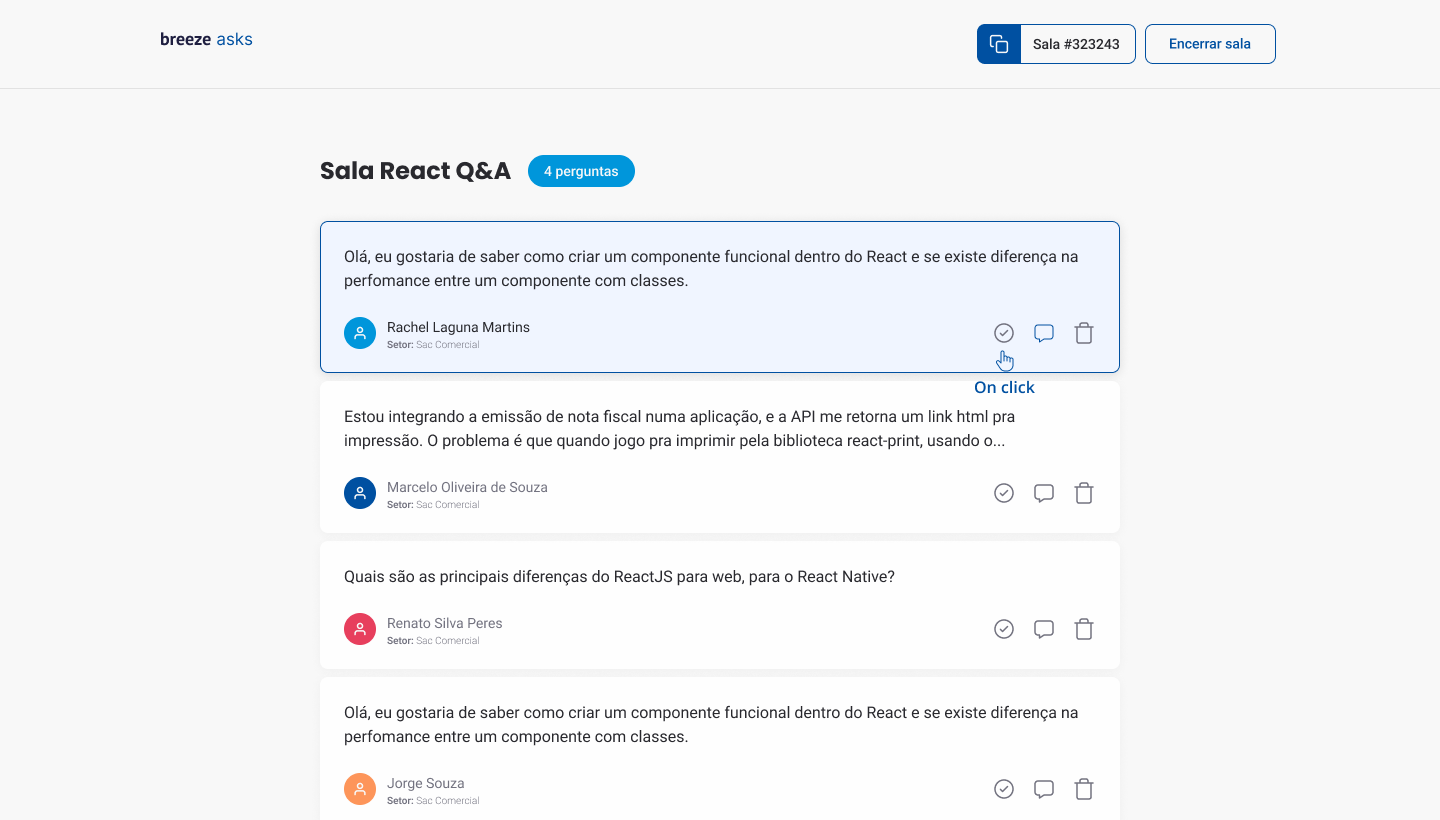 breeze asks
Sala #323243
Encerrar sala
Sala React Q&A
4 perguntas
Olá, eu gostaria de saber como criar um componente funcional dentro do React e se existe diferença na
perfomance entre um componente com classes.
Rachel Laguna Martins
Setor: Sac Comercial
On click
Estou integrando a emissão de nota fiscal numa aplicação, e a API me retorna um link html pra
impressão. O problema é que quando jogo pra imprimir pela biblioteca react-print, usando o...
Marcelo Oliveira de Souza
Setor: Sac Comercial
Quais são as principais diferenças do ReactJS para web, para o React Native?
Renato Silva Peres
Setor: Sac Comercial
Olá, eu gostaria de saber como criar um componente funcional dentro do React e se existe diferença na
perfomance entre um componente com classes.
Jorge Souza
Setor: Sac Comercial